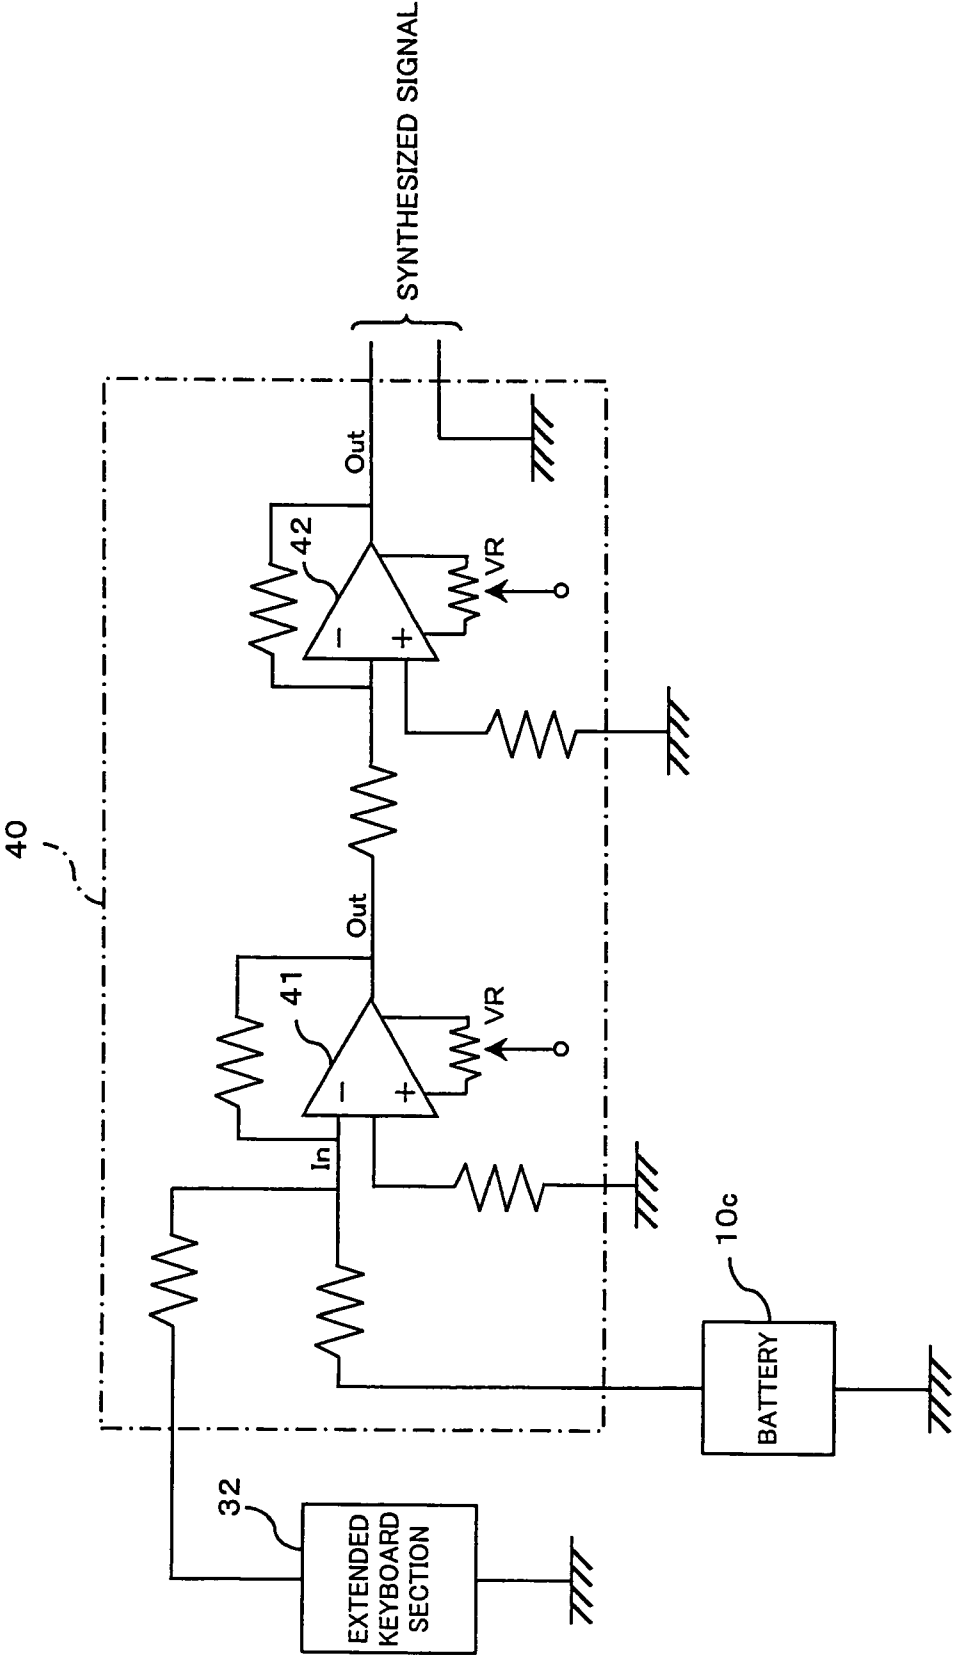 40
32
EXTENDED
KEYBOARD
SECTION
BATTERY
10c
In
−
+
41
VR
Out
−
+
42
VR
Out
SYNTHESIZED SIGNAL